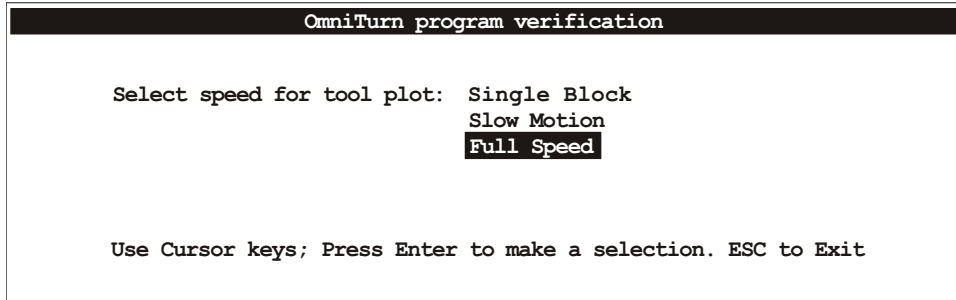 OmniTurn program verification
Select speed for tool plot: Single Block
Slow Motion
Full Speed
Use Cursor keys; Press Enter to make a selection. ESC to Exit